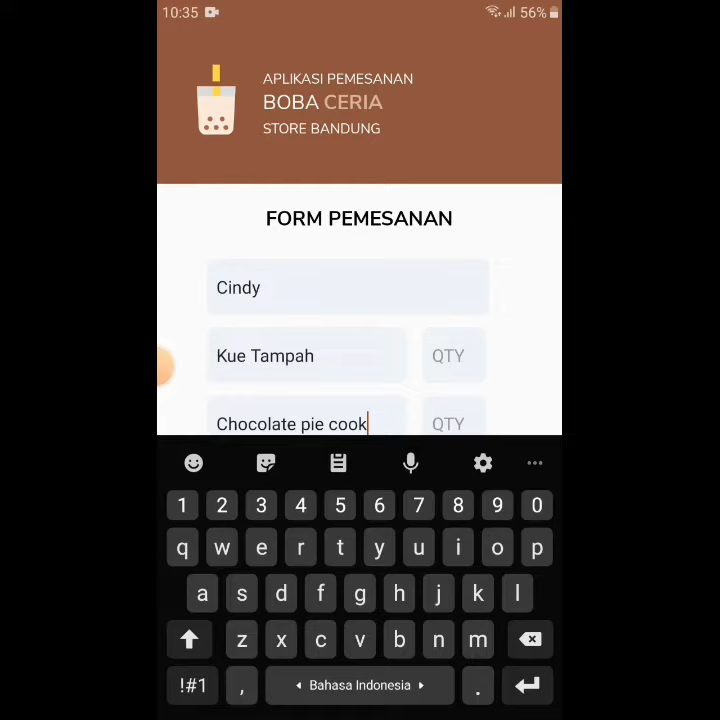 10:35 56%
APLIKASI PEMESANAN
BOBA CERIA
STORE BANDUNG
FORM PEMESANAN
Cindy
Kue Tampah QTY
Chocolate pie cook QTY
1 2 3 4 5 6 7 8 9 0
q w e r t y u i o p
a s d f g h j k l
z x c v b n m
!#1 , Bahasa Indonesia .